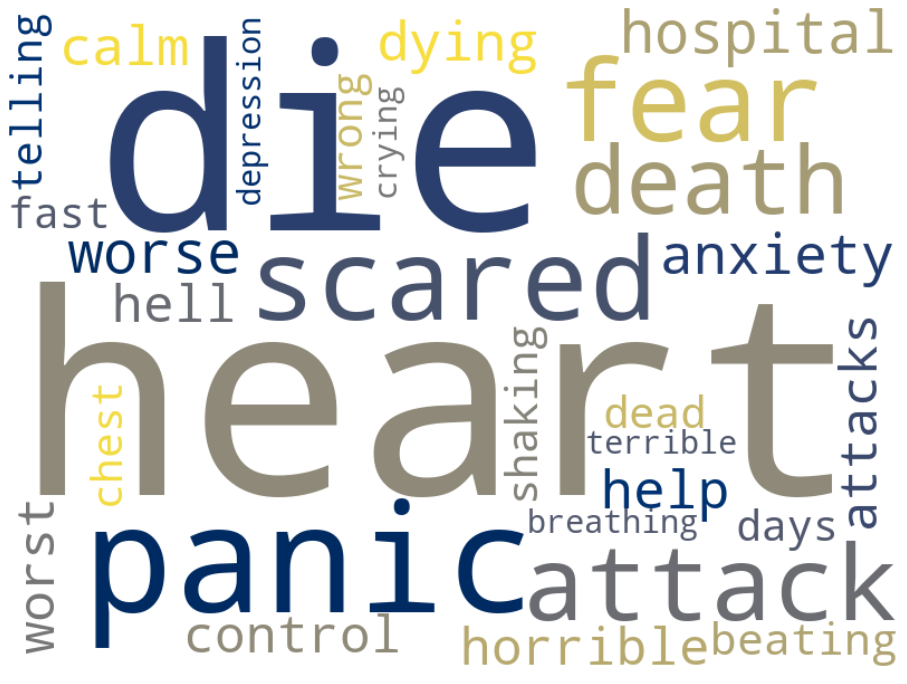 telling
calm
die
depression
wrong
crying
dying
hospital
fear
death
fast
worse
scared
anxiety
hell
heart
chest
shaking
dead
terrible
attacks
help
worst
panic
breathing
days
attack
control
horrible
beating